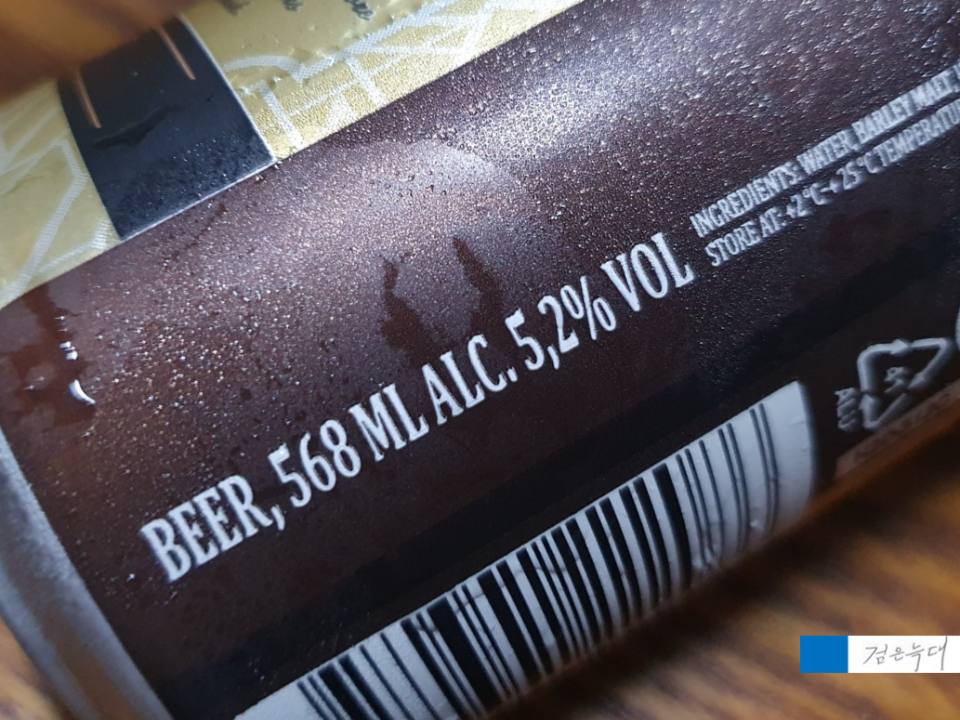 BEER, 568 ML ALC. 5,2% VOL
INGREDIENTS: WATER, BARLEY MALT,
STORE AT: +2°C-+25°C TEMPERATU
ALU
검은늑대